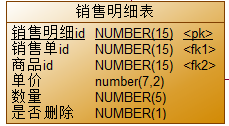 销售明细表
销售明细id NUMBER(15) <pk>
销售单id NUMBER(15) <fk1>
商品id NUMBER(15) <fk2>
单价 number(7,2)
数量 NUMBER(5)
是否删除 NUMBER(1)